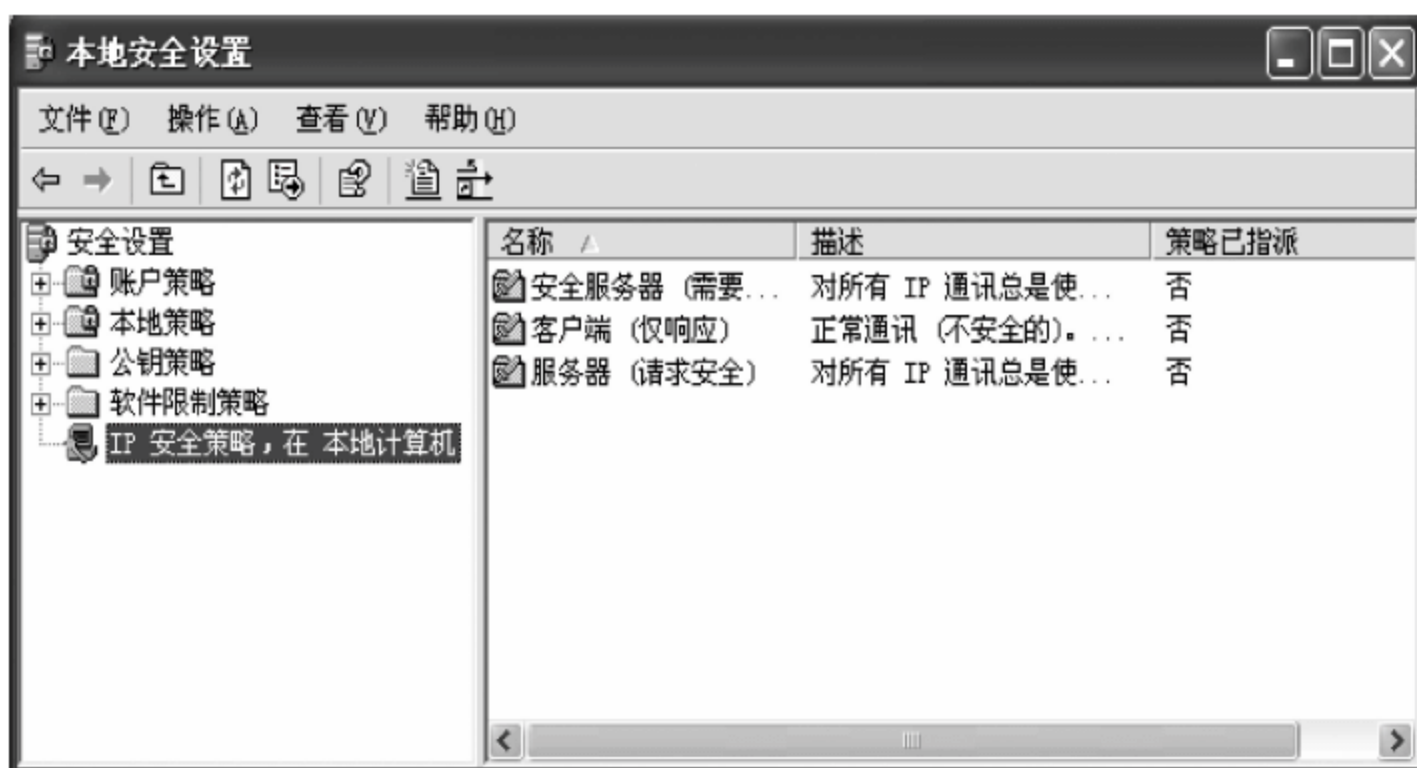 本地安全设置
文件(F) 操作(A) 查看(V) 帮助(H)
安全设置
账户策略
本地策略
公钥策略
软件限制策略
IP 安全策略，在 本地计算机
名称 描述 策略已指派
安全服务器 (需要... 对所有 IP 通讯总是使... 否
客户端 (仅响应) 正常通讯 (不安全的)。... 否
服务器 (请求安全) 对所有 IP 通讯总是使... 否